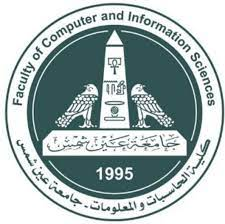 Faculty of Computer and Information Sciences
جامعة عين شمس
1995
كلية الحاسبات والمعلومات - جامعة عين شمس